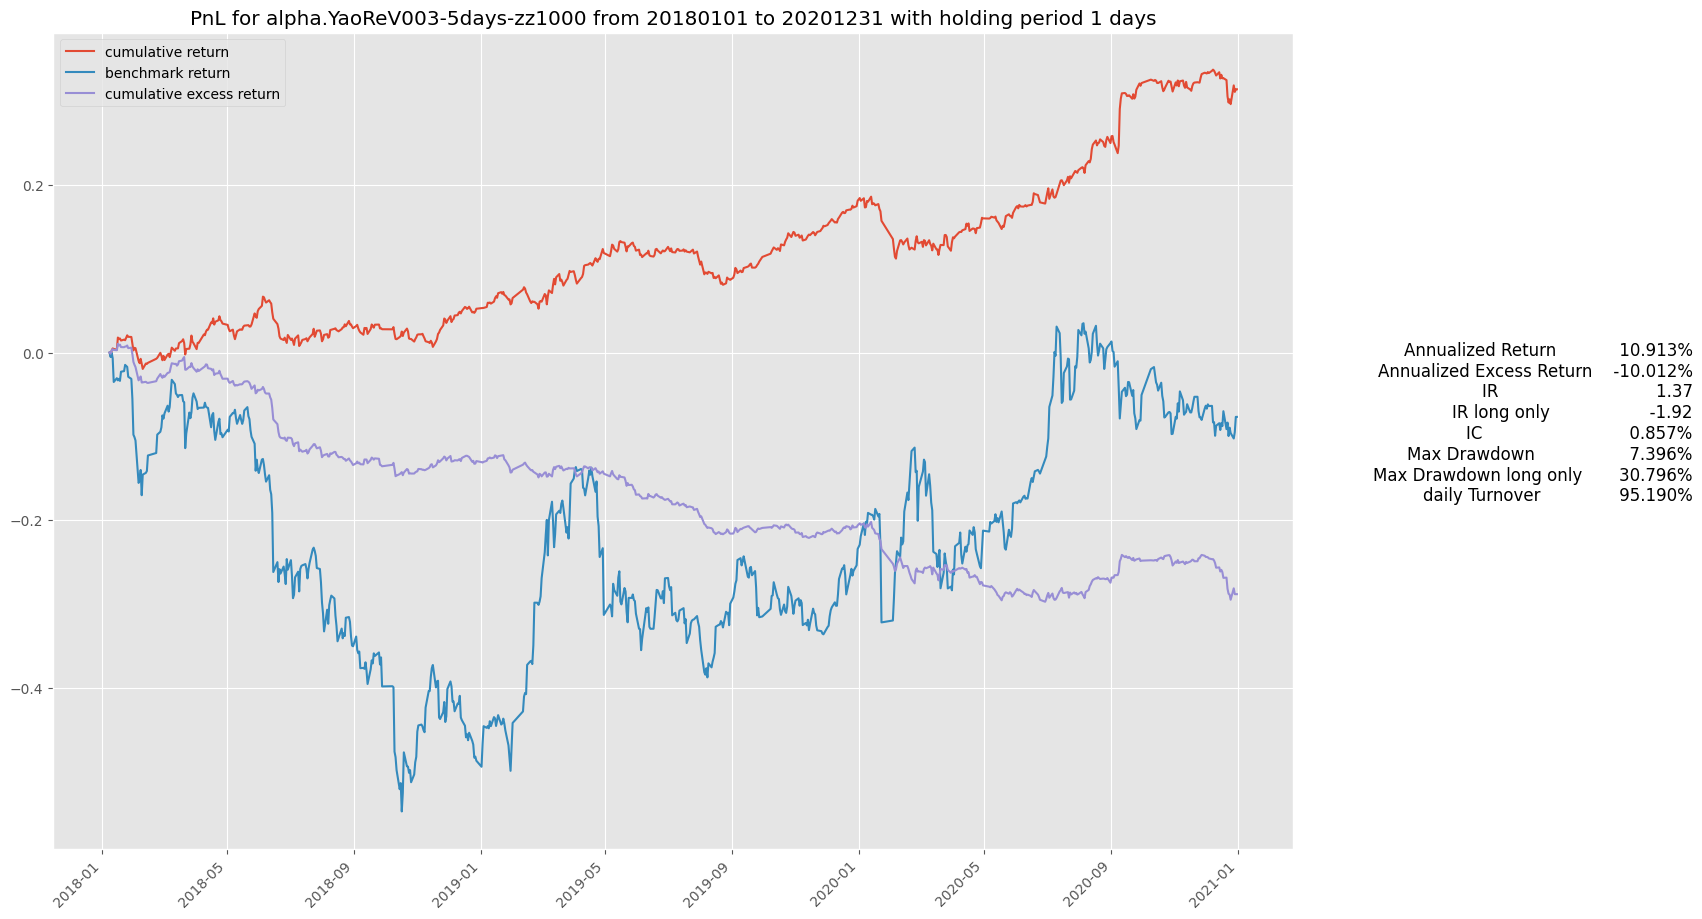 PnL for alpha.YaoReV003-5days-zz1000 from 20180101 to 20201231 with holding period 1 days
cumulative return
benchmark return
cumulative excess return
0.2
0.0
−0.2
−0.4
2018-01
2018-05
2018-09
2019-01
2019-05
2019-09
2020-01
2020-05
2020-09
2021-01
Annualized Return 10.913%
Annualized Excess Return -10.012%
IR 1.37
IR long only -1.92
IC 0.857%
Max Drawdown 7.396%
Max Drawdown long only 30.796%
daily Turnover 95.190%